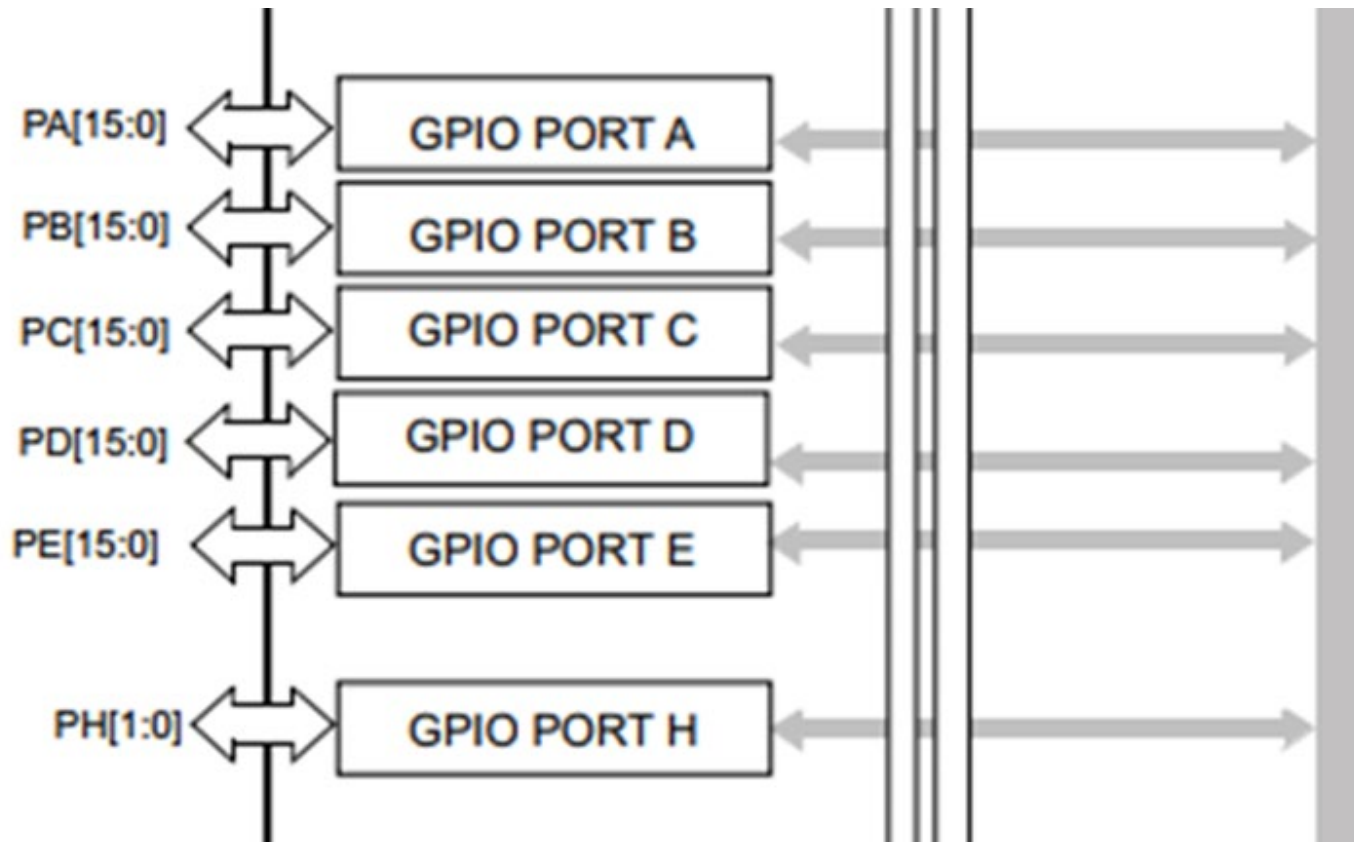 PA[15:0] GPIO PORT A
PB[15:0] GPIO PORT B
PC[15:0] GPIO PORT C
PD[15:0] GPIO PORT D
PE[15:0] GPIO PORT E
PH[1:0] GPIO PORT H